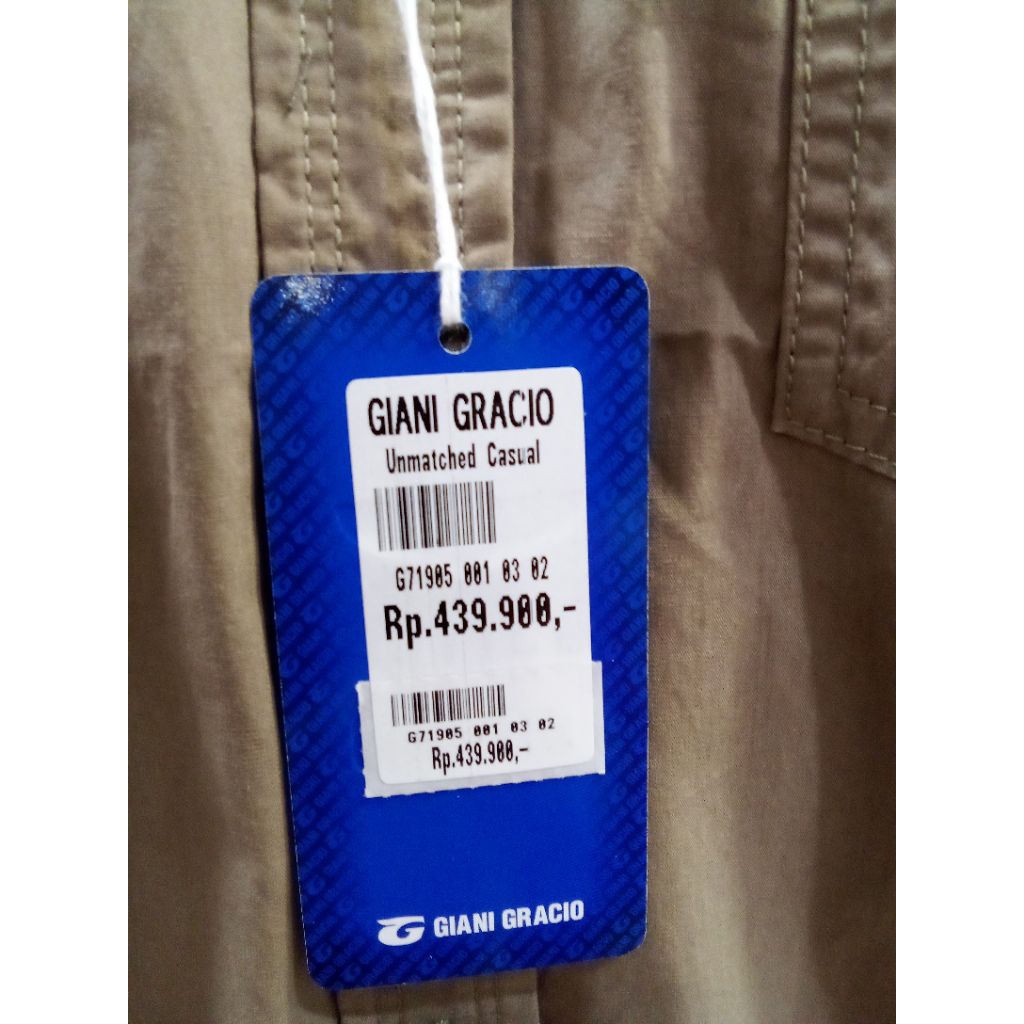 GIANI GRACIO
Unmatched Casual
G71905 001 03 02
Rp.439.900,-
G71905 001 03 02
Rp.439.900,-
GIANI GRACIO